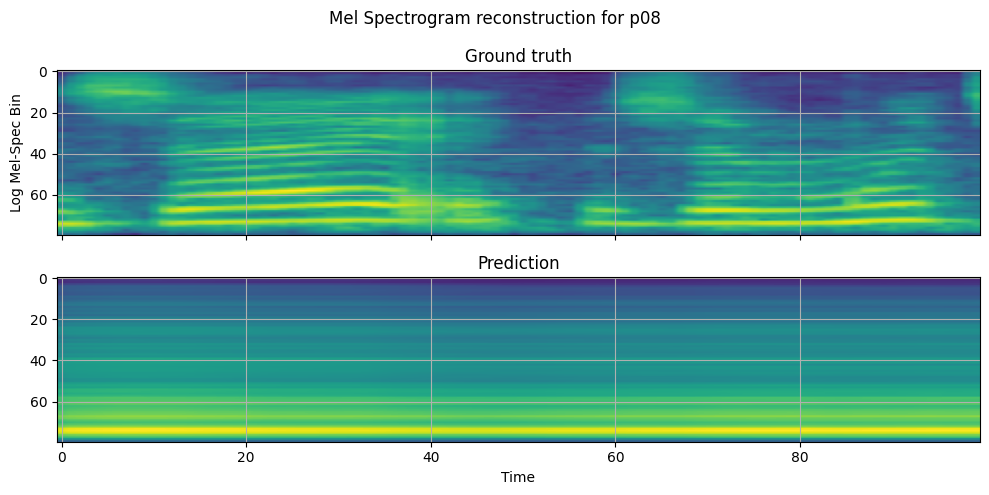 Mel Spectrogram reconstruction for p08
Ground truth
0
20
40
60
Log Mel-Spec Bin
Prediction
0
20
40
60
0 20 40 60 80
Time